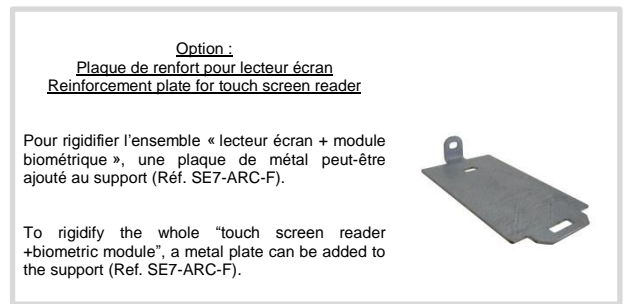 Option :
Plaque de renfort pour lecteur écran
Reinforcement plate for touch screen reader
Pour rigidifier l'ensemble « lecteur écran + module
biométrique », une plaque de métal peut-être
ajouté au support (Réf. SE7-ARC-F).
To rigidify the whole "touch screen reader
+biometric module", a metal plate can be added to
the support (Ref. SE7-ARC-F).